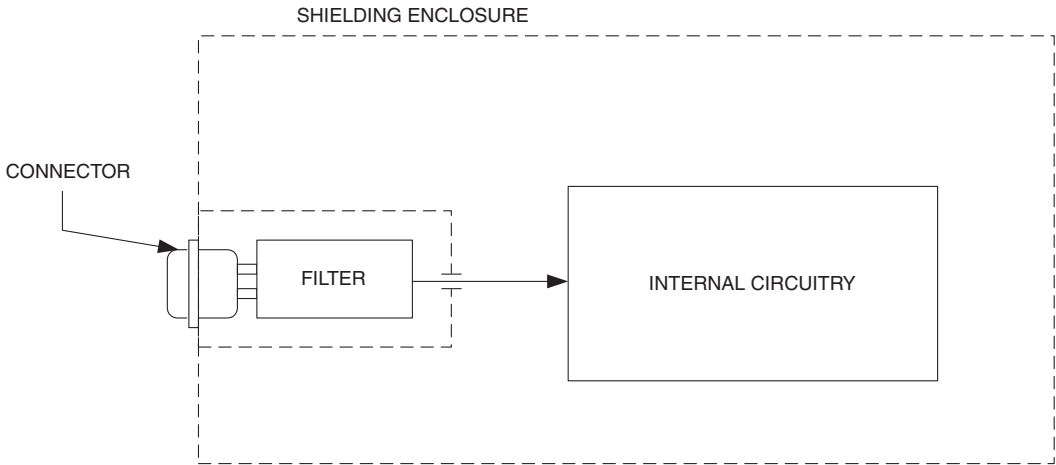 SHIELDING ENCLOSURE
CONNECTOR
FILTER
INTERNAL CIRCUITRY